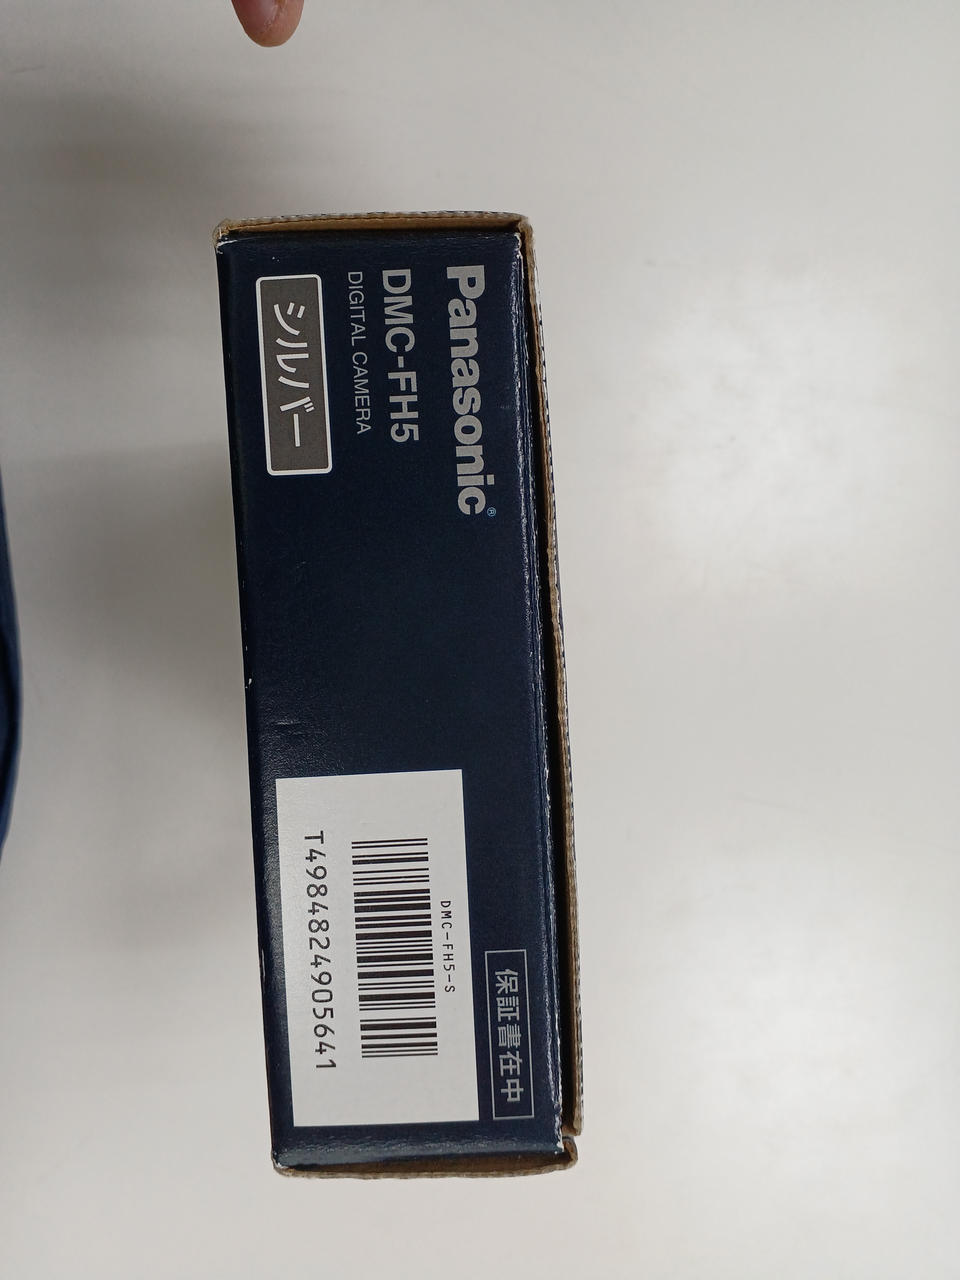 Panasonic®
DMC-FH5
DIGITAL CAMERA
シルバー
保証書在中
DMC-FH5-S
T4984824905641